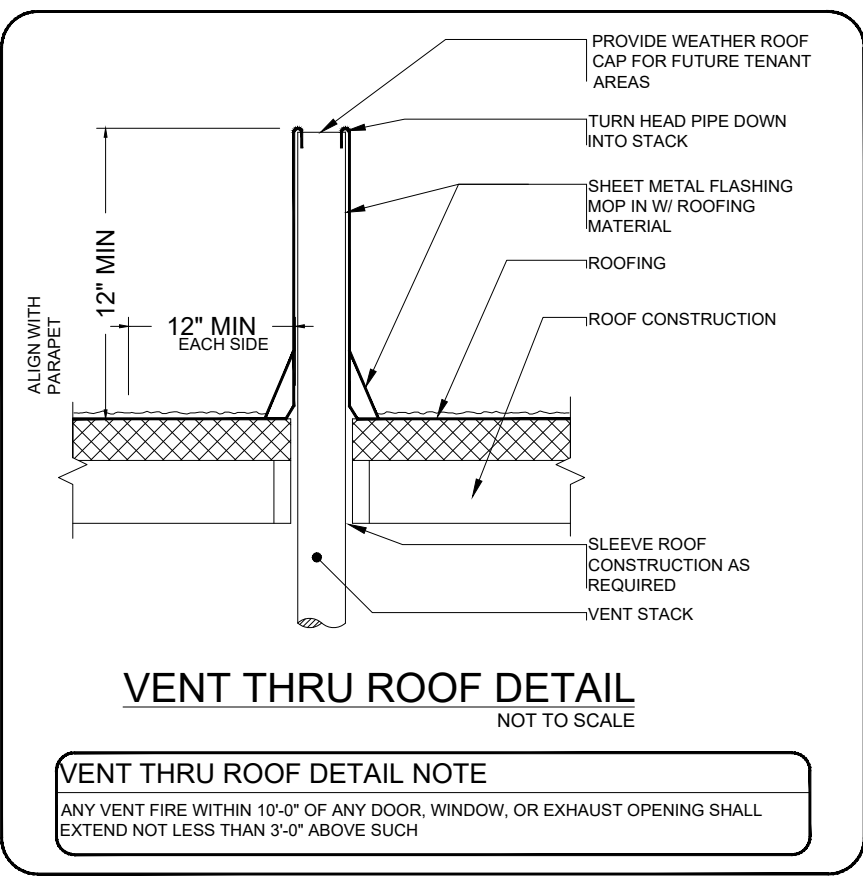 PROVIDE WEATHER ROOF
CAP FOR FUTURE TENANT
AREAS
TURN HEAD PIPE DOWN
INTO STACK
SHEET METAL FLASHING
MOP IN W/ ROOFING
MATERIAL
ROOFING
ROOF CONSTRUCTION
12" MIN
ALIGN WITH
PARAPET
12" MIN
EACH SIDE
SLEEVE ROOF
CONSTRUCTION AS
REQUIRED
VENT STACK
VENT THRU ROOF DETAIL
NOT TO SCALE
VENT THRU ROOF DETAIL NOTE
ANY VENT FIRE WITHIN 10'-0" OF ANY DOOR, WINDOW, OR EXHAUST OPENING SHALL
EXTEND NOT LESS THAN 3'-0" ABOVE SUCH